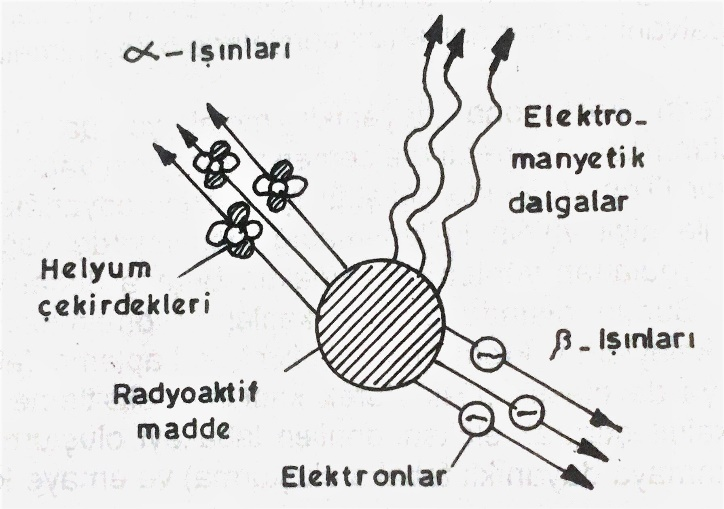 α-Işınları
Elektro-
manyetik
dalgalar
Helyum
çekirdekleri
β-Işınları
Radyoaktif
madde
Elektronlar